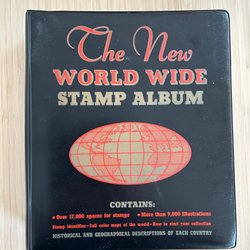 The New
WORLD WIDE
STAMP ALBUM
CONTAINS:
• Over 17,000 spaces for stamps • More than 9,000 illustrations
Stamp Identifier—Full color maps of the world—How to start your collection
HISTORICAL AND GEOGRAPHICAL DESCRIPTIONS OF EACH COUNTRY